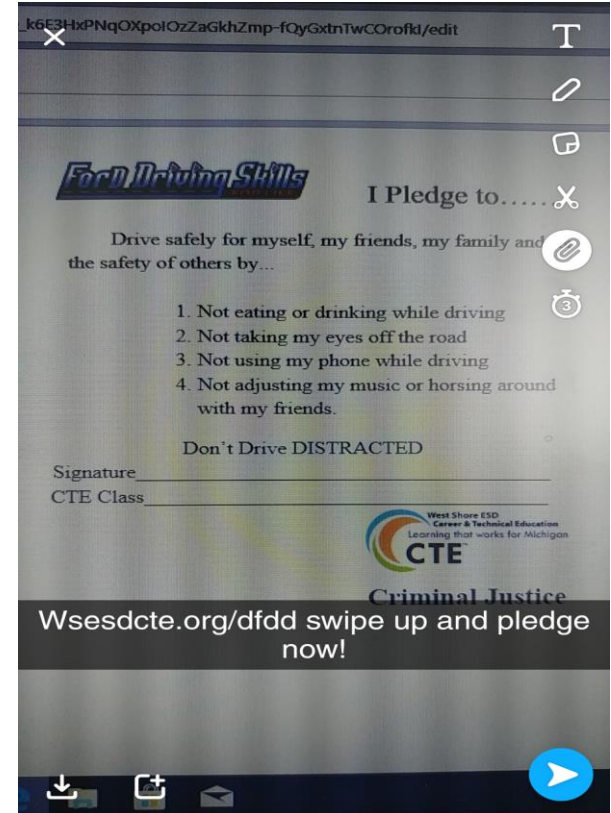 T
Ford Driving Skills
I Pledge to.....
Drive safely for myself, my friends, my family and
the safety of others by...
1. Not eating or drinking while driving
2. Not taking my eyes off the road
3. Not using my phone while driving
3
4. Not adjusting my music or horsing around
with my friends.
Don't Drive DISTRACTED
Signature
CTE Class
West Shore ESD
Career & Technical Education
Learning that works for Michigan
CTE
Criminal Justice
Wsesdcte.org/dfdd swipe up and pledge
now!